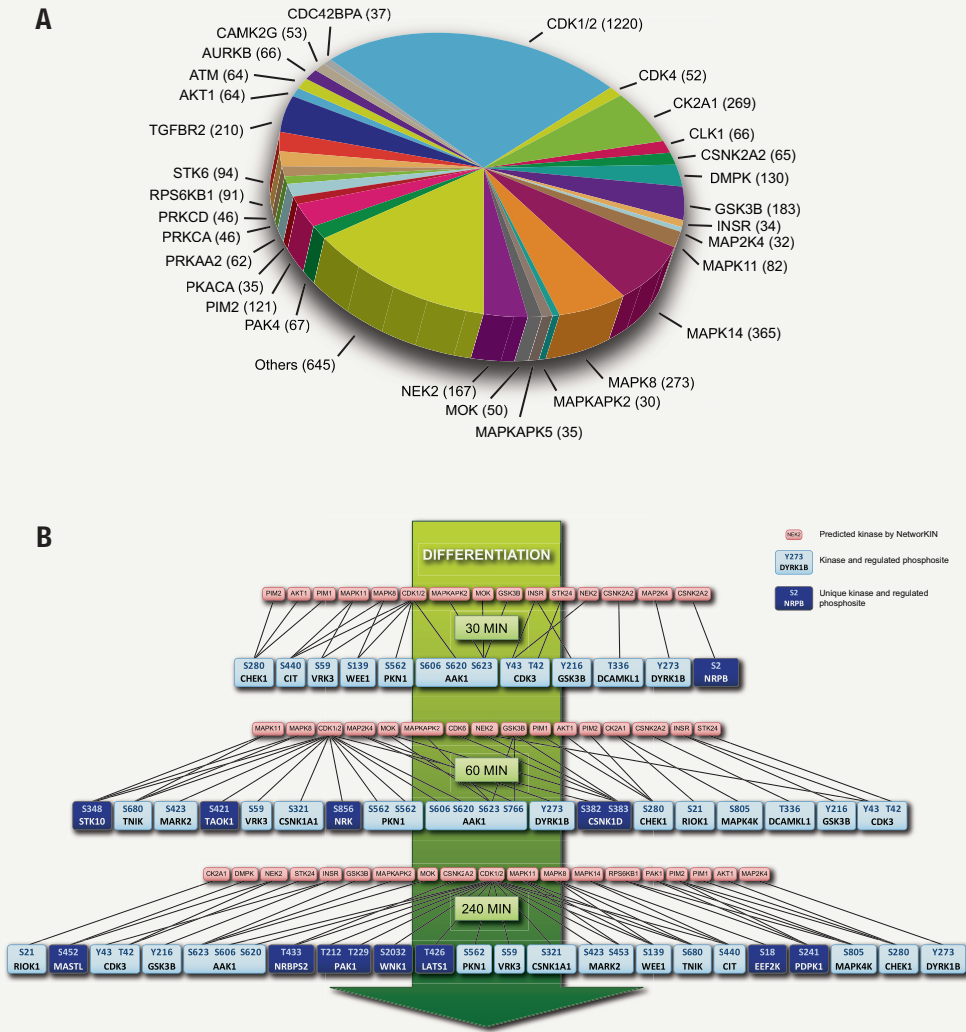 A
CDC42BPA (37)
CAMK2G (53)
AURKB (66)
ATM (64)
AKT1 (64)
TGFBR2 (210)
STK6 (94)
RPS6KB1 (91)
PRKCD (46)
PRKCA (46)
PRKAA2 (62)
PKACA (35)
PIM2 (121)
PAK4 (67)
Others (645)
NEK2 (167)
MOK (50)
MAPKAPK5 (35)
MAPKAPK2 (30)
MAPK8 (273)
MAPK14 (365)
MAPK11 (82)
MAP2K4 (32)
INSR (34)
GSK3B (183)
DMPK (130)
CSNK2A2 (65)
CLK1 (66)
CK2A1 (269)
CDK4 (52)
CDK1/2 (1220)
B
DIFFERENTIATION
NEK2 Predicted kinase by NetworKIN
Y273 DYRK1B Kinase and regulated phosphosite
S2 NRPB Unique kinase and regulated phosphosite
PIM2 AKT1 PIM1 MAPK11 MAPK8 CDK1/2 MAPKAPK2 MOK GSK3B INSR STK24 NEK2 CSNK2A2 MAP2K4 CSNK2A2
30 MIN
S280 S440 S59 S139 S562 S606 S620 S623 Y43 T42 Y216 T336 Y273 S2
CHEK1 CIT VRK3 WEE1 PKN1 AAK1 CDK3 GSK3B DCAMKL1 DYRK1B NRPB
MAPK11 MAPK8 CDK1/2 MAP2K4 MOK MAPKAPK2 CDK6 NEK2 GSK3B PIM1 AKT1 PIM2 CK2A1 CSNK2A2 INSR STK24
60 MIN
S348 S680 S423 S421 S59 S321 S856 S562 S562 S606 S620 S623 S766 Y273 S382 S383 S280 S21 S805 T336 Y216 Y43 T42
STK10 TNIK MARK2 TAOK1 VRK3 CSNK1A1 NRK PKN1 AAK1 DYRK1B CSNK1D CHEK1 RIOK1 MAPK4K DCAMKL1 GSK3B CDK3
CK2A1 DMPK NEK2 STK24 INSR GSK3B MAPKAPK2 MOK CSNK2A2 CDK1/2 MAPK11 MAPK8 MAPK14 RPS6KB1 PAK1 PIM2 PIM1 AKT1 MAP2K4
240 MIN
S21 S452 Y43 T42 Y216 S623 S606 S620 T433 T212 T229 S2032 T426 S562 S59 S321 S423 S453 S139 S680 S440 S18 S241 S805 S280 Y273
RIOK1 MASTL CDK3 GSK3B AAK1 NRBPS2 PAK1 WNK1 LATS1 PKN1 VRK3 CSNK1A1 MARK2 WEE1 TNIK CIT EEF2K PDPK1 MAPK4K CHEK1 DYRK1B